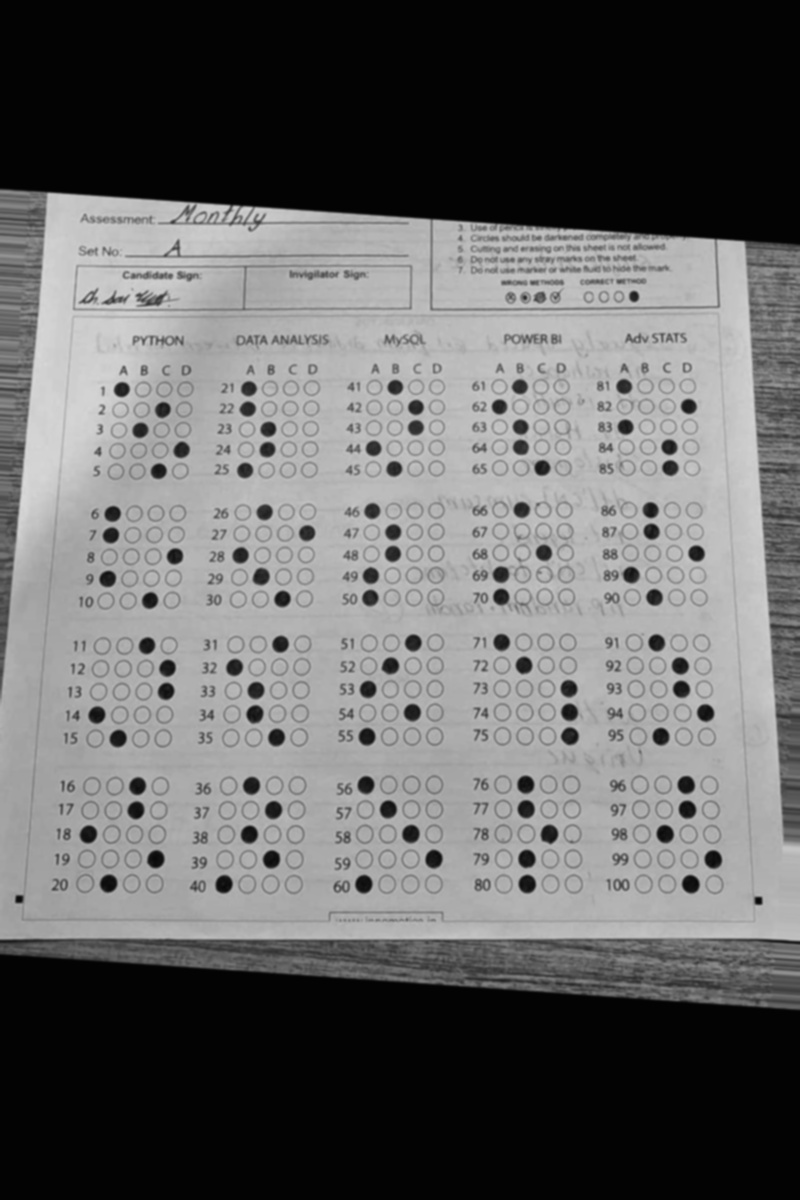 Assessment: Monthly
Set No: A
Candidate Sign: Invigilator Sign:
3. Use of pencil is
4. Circles should be darkened completely and
5. Cutting and erasing on this sheet is not allowed.
6. Do not use any stray marks on the sheet.
7. Do not use marker or white fluid to hide the mark.
WRONG METHODS CORRECT METHOD
PYTHON DATA ANALYSIS MySQL POWER BI Adv STATS
A B C D A B C D A B C D A B C D A B C D
1 21 41 61 81
2 22 42 62 82
3 23 43 63 83
4 24 44 64 84
5 25 45 65 85
6 26 46 66 86
7 27 47 67 87
8 28 48 68 88
9 29 49 69 89
10 30 50 70 90
11 31 51 71 91
12 32 52 72 92
13 33 53 73 93
14 34 54 74 94
15 35 55 75 95
16 36 56 76 96
17 37 57 77 97
18 38 58 78 98
19 39 59 79 99
20 40 60 80 100